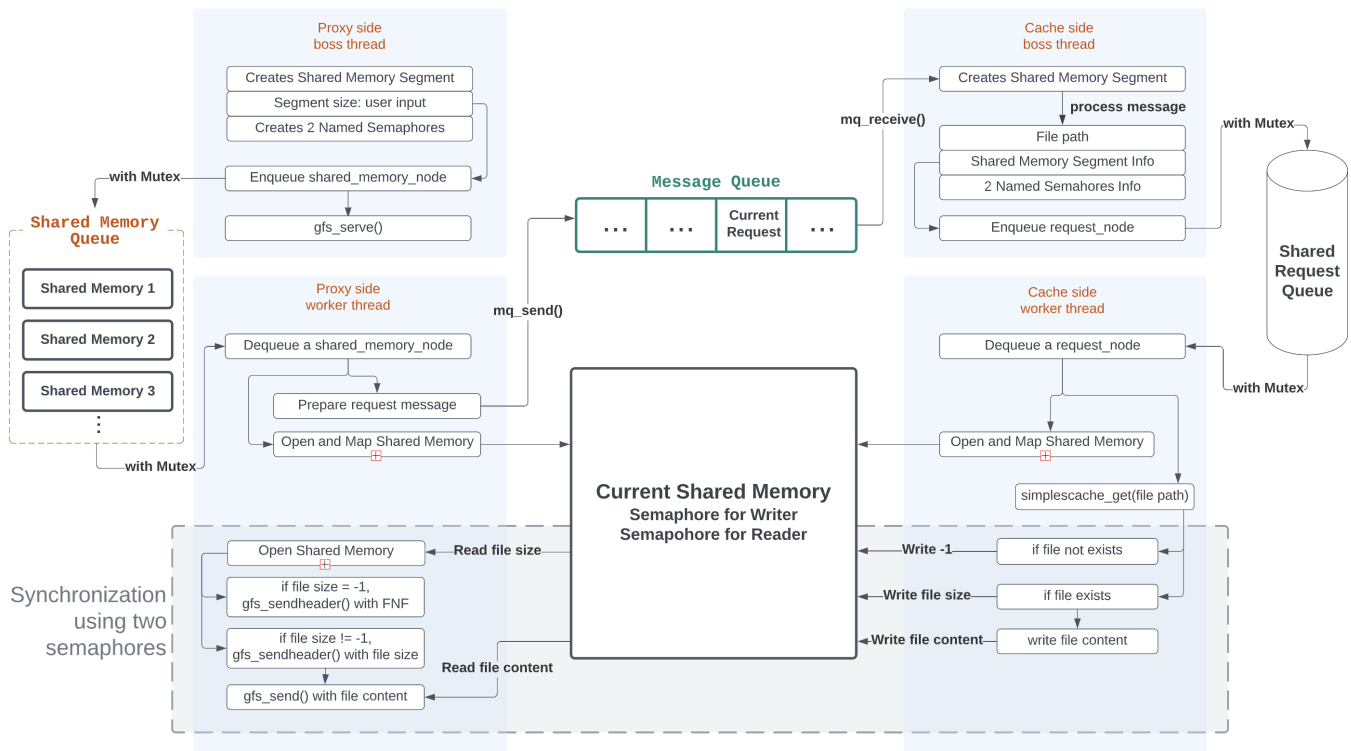 Proxy side
boss thread
Creates Shared Memory Segment
Segment size: user input
Creates 2 Named Semaphores
Enqueue shared_memory_node
gfs_serve()
with Mutex
Shared Memory
Queue
Shared Memory 1
Shared Memory 2
Shared Memory 3
⋮
with Mutex
Proxy side
worker thread
Dequeue a shared_memory_node
Prepare request message
Open and Map Shared Memory
mq_send()
Message Queue
...
...
Current
Request
...
mq_receive()
Cache side
boss thread
Creates Shared Memory Segment
process message
File path
Shared Memory Segment Info
2 Named Semahores Info
Enqueue request_node
with Mutex
Shared
Request
Queue
with Mutex
Cache side
worker thread
Dequeue a request_node
Open and Map Shared Memory
simplescache_get(file path)
Current Shared Memory
Semaphore for Writer
Semapohore for Reader
Synchronization
using two
semaphores
Open Shared Memory
Read file size
if file size = -1,
gfs_sendheader() with FNF
if file size != -1,
gfs_sendheader() with file size
Read file content
gfs_send() with file content
Write -1
if file not exists
Write file size
if file exists
Write file content
write file content